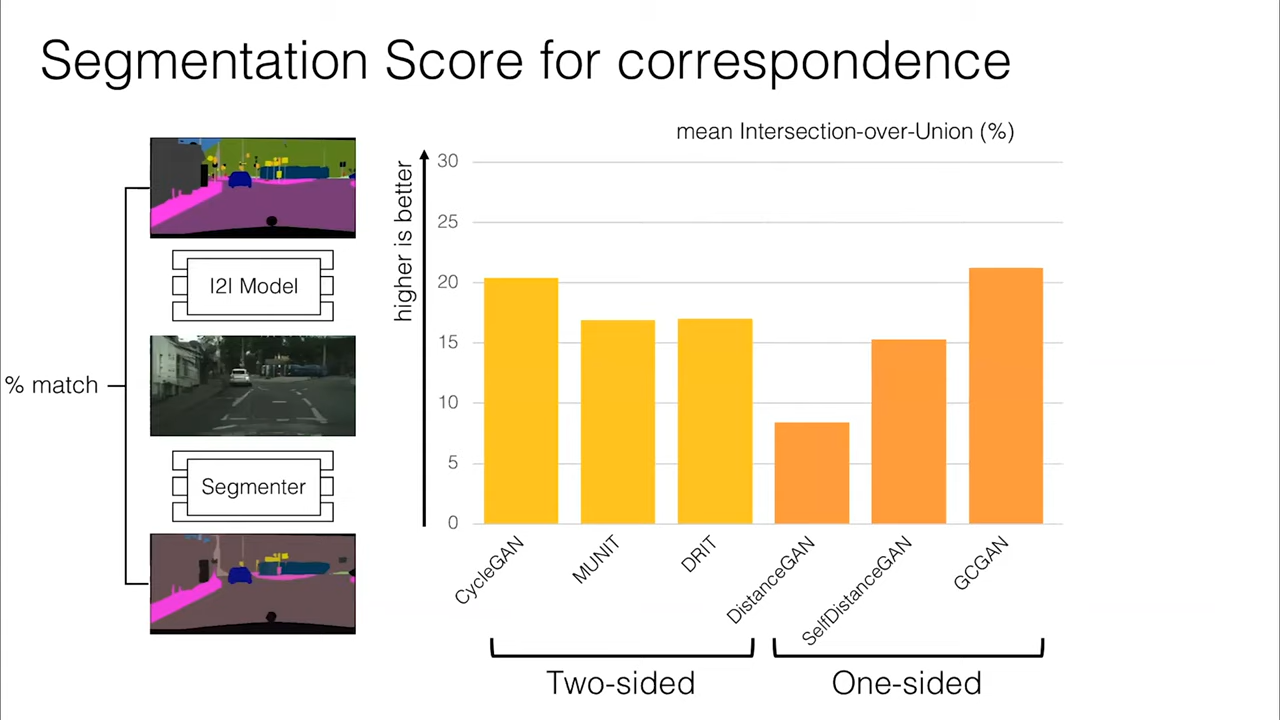 Segmentation Score for correspondence
% match
I2I Model
Segmenter
mean Intersection-over-Union (%)
higher is better
30
25
20
15
10
5
0
CycleGAN
MUNIT
DRIT
DistanceGAN
SelfDistanceGAN
GCGAN
Two-sided
One-sided